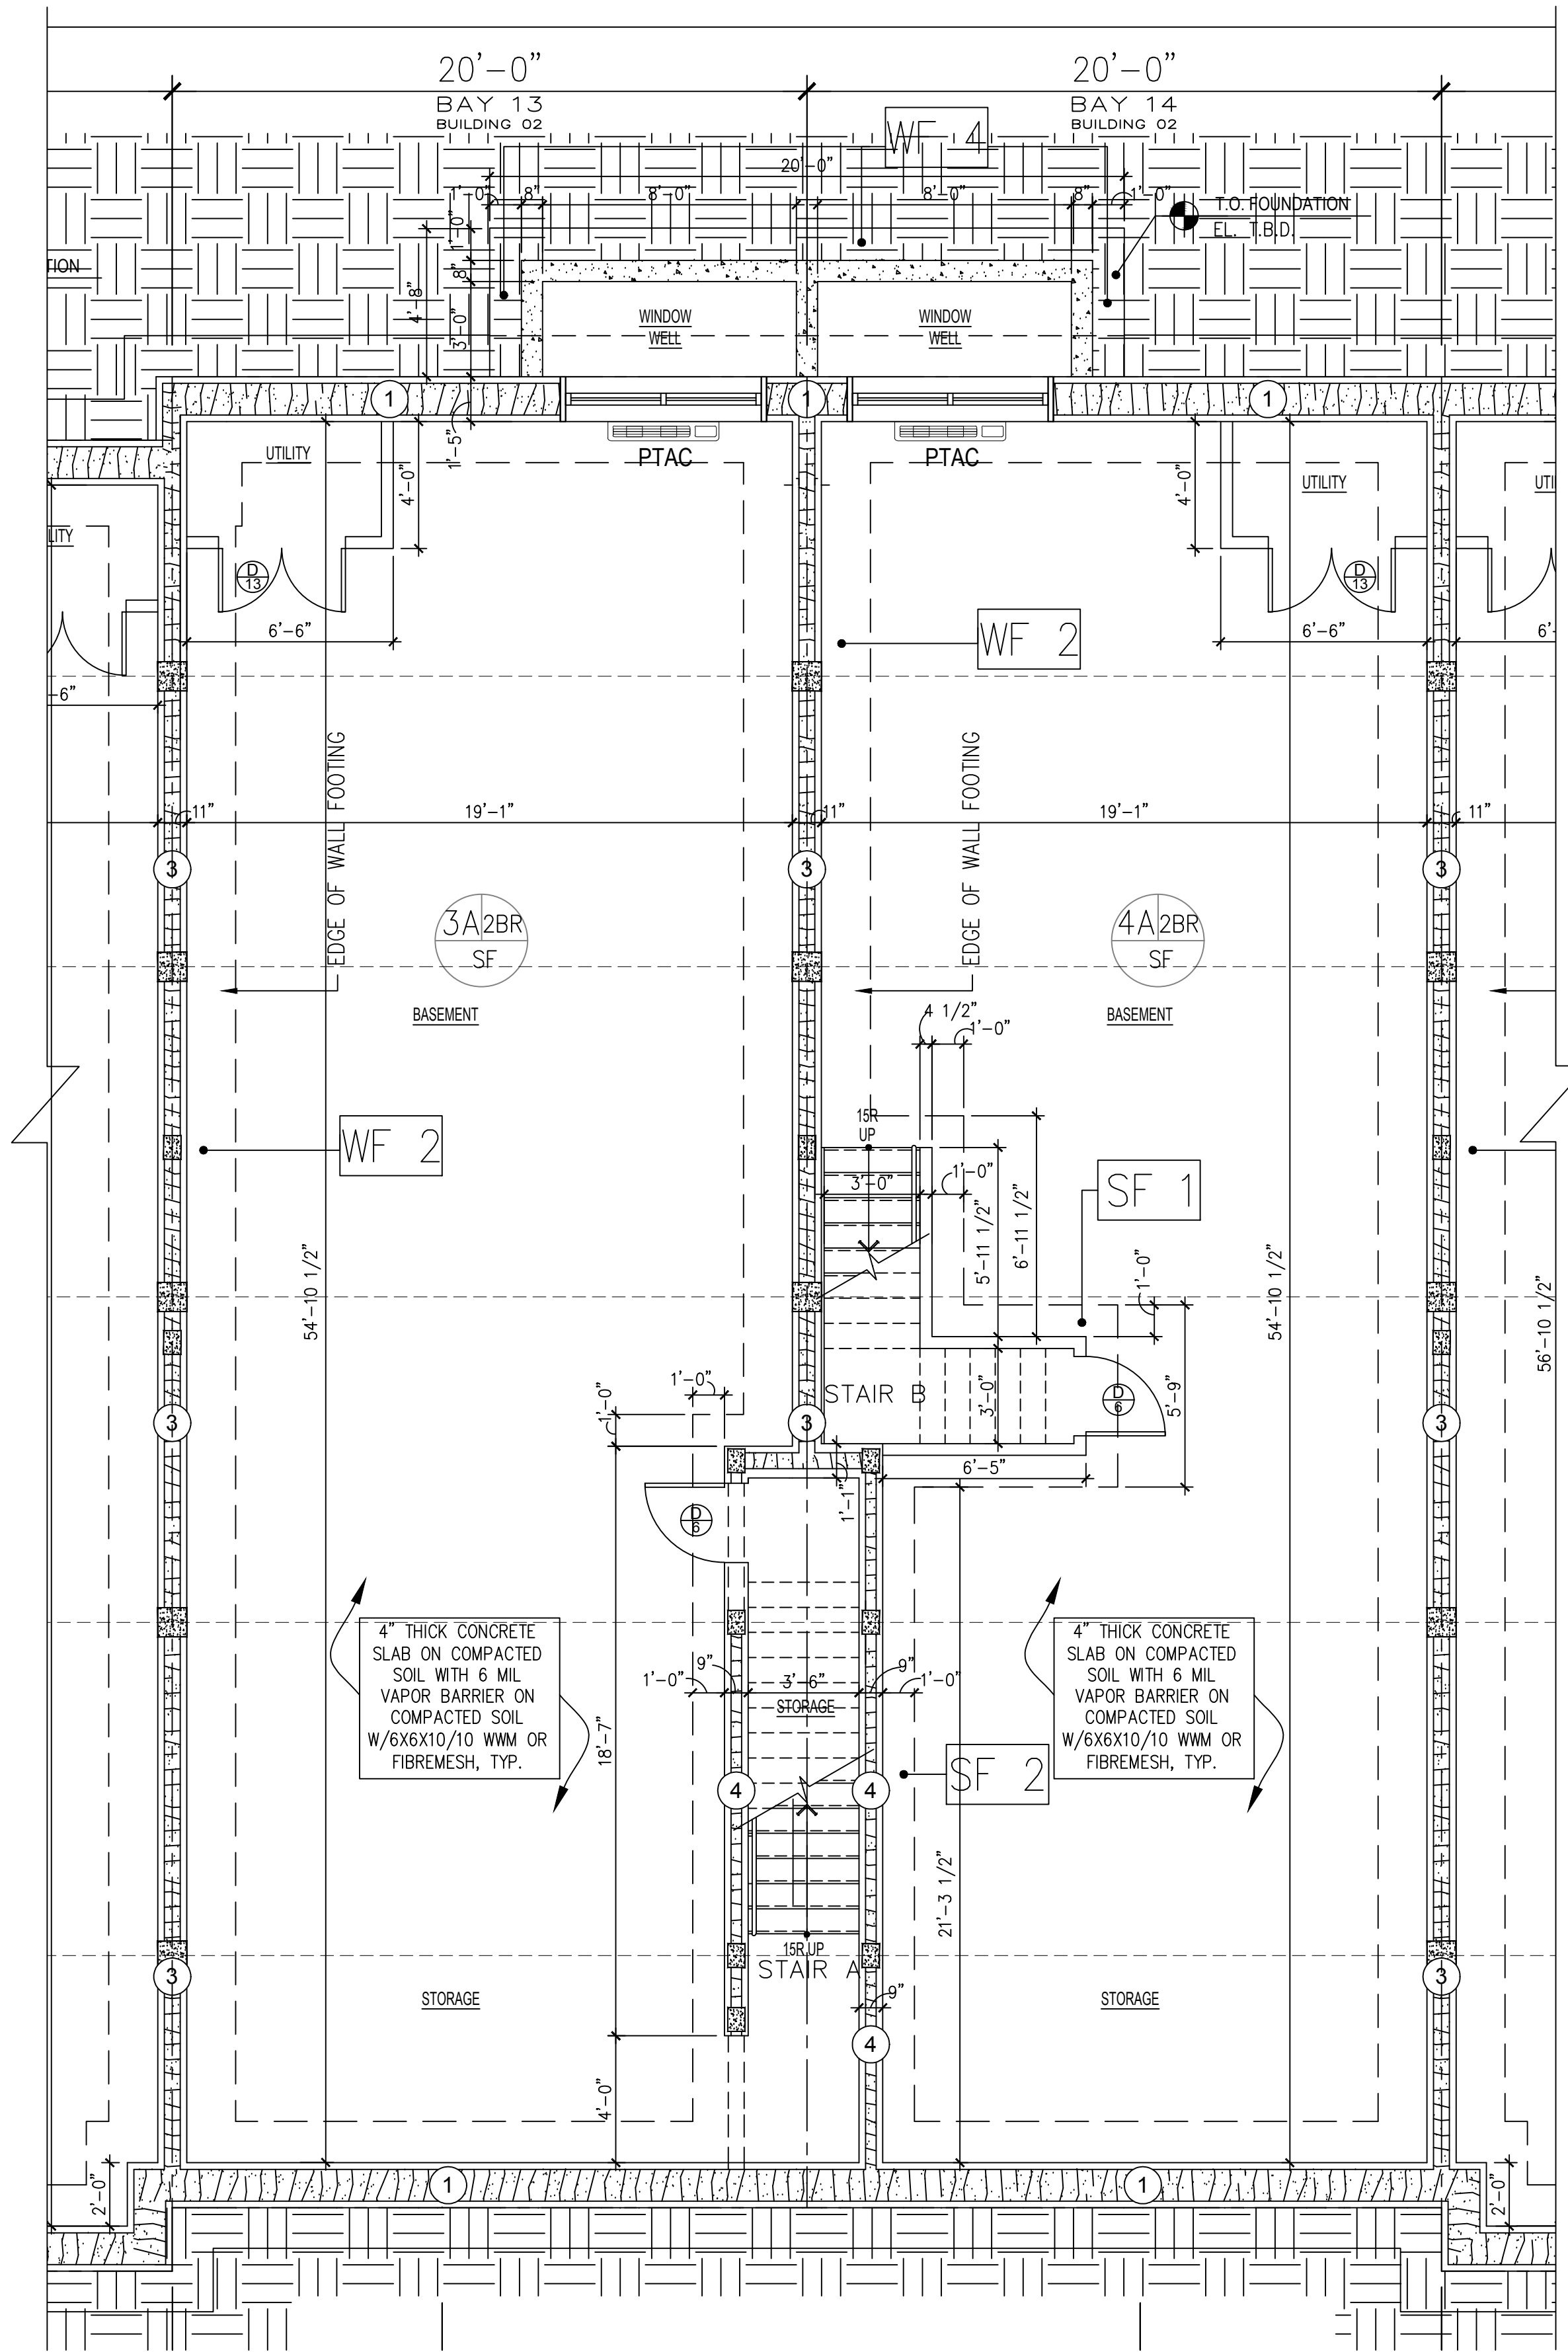 20'-0"
20'-0"
BAY 13
BUILDING 02
BAY 14
BUILDING 02
WF 4
20'-0"
1'-0"
8"
8'-0"
8'-0"
8"
1'-0"
T.O. FOUNDATION
EL. T.B.D.
1'-0"
8"
4'-8"
3'-0"
TION
WINDOW
WELL
WINDOW
WELL
1
1
1
1'-5"
UTILITY
PTAC
PTAC
UTILITY
UTI
4'-0"
4'-0"
LITY
D
13
D
13
6'-6"
6'-6"
6'-
WF 2
-6"
EDGE OF WALL FOOTING
EDGE OF WALL FOOTING
11"
19'-1"
11"
19'-1"
11"
3
3
3
3A
2BR
SF
4A
2BR
SF
BASEMENT
BASEMENT
4 1/2"
1'-0"
15R
UP
WF 2
3'-0"
1'-0"
SF 1
5'-11 1/2"
6'-11 1/2"
1'-0"
54'-10 1/2"
54'-10 1/2"
56'-10 1/2"
1'-0"
1'-0"
STAIR B
3'-0"
D
6
5'-9"
3
3
3
6'-5"
1'-1"
D
6
4" THICK CONCRETE
SLAB ON COMPACTED
SOIL WITH 6 MIL
VAPOR BARRIER ON
COMPACTED SOIL
W/6X6X10/10 WWM OR
FIBREMESH, TYP.
4" THICK CONCRETE
SLAB ON COMPACTED
SOIL WITH 6 MIL
VAPOR BARRIER ON
COMPACTED SOIL
W/6X6X10/10 WWM OR
FIBREMESH, TYP.
1'-0"
9"
3'-6"
9"
1'-0"
STORAGE
18'-7"
SF 2
4
4
21'-3 1/2"
15R UP
STAIR A
3
3
STORAGE
9"
STORAGE
4
4'-0"
2'-0"
1
1
2'-0"